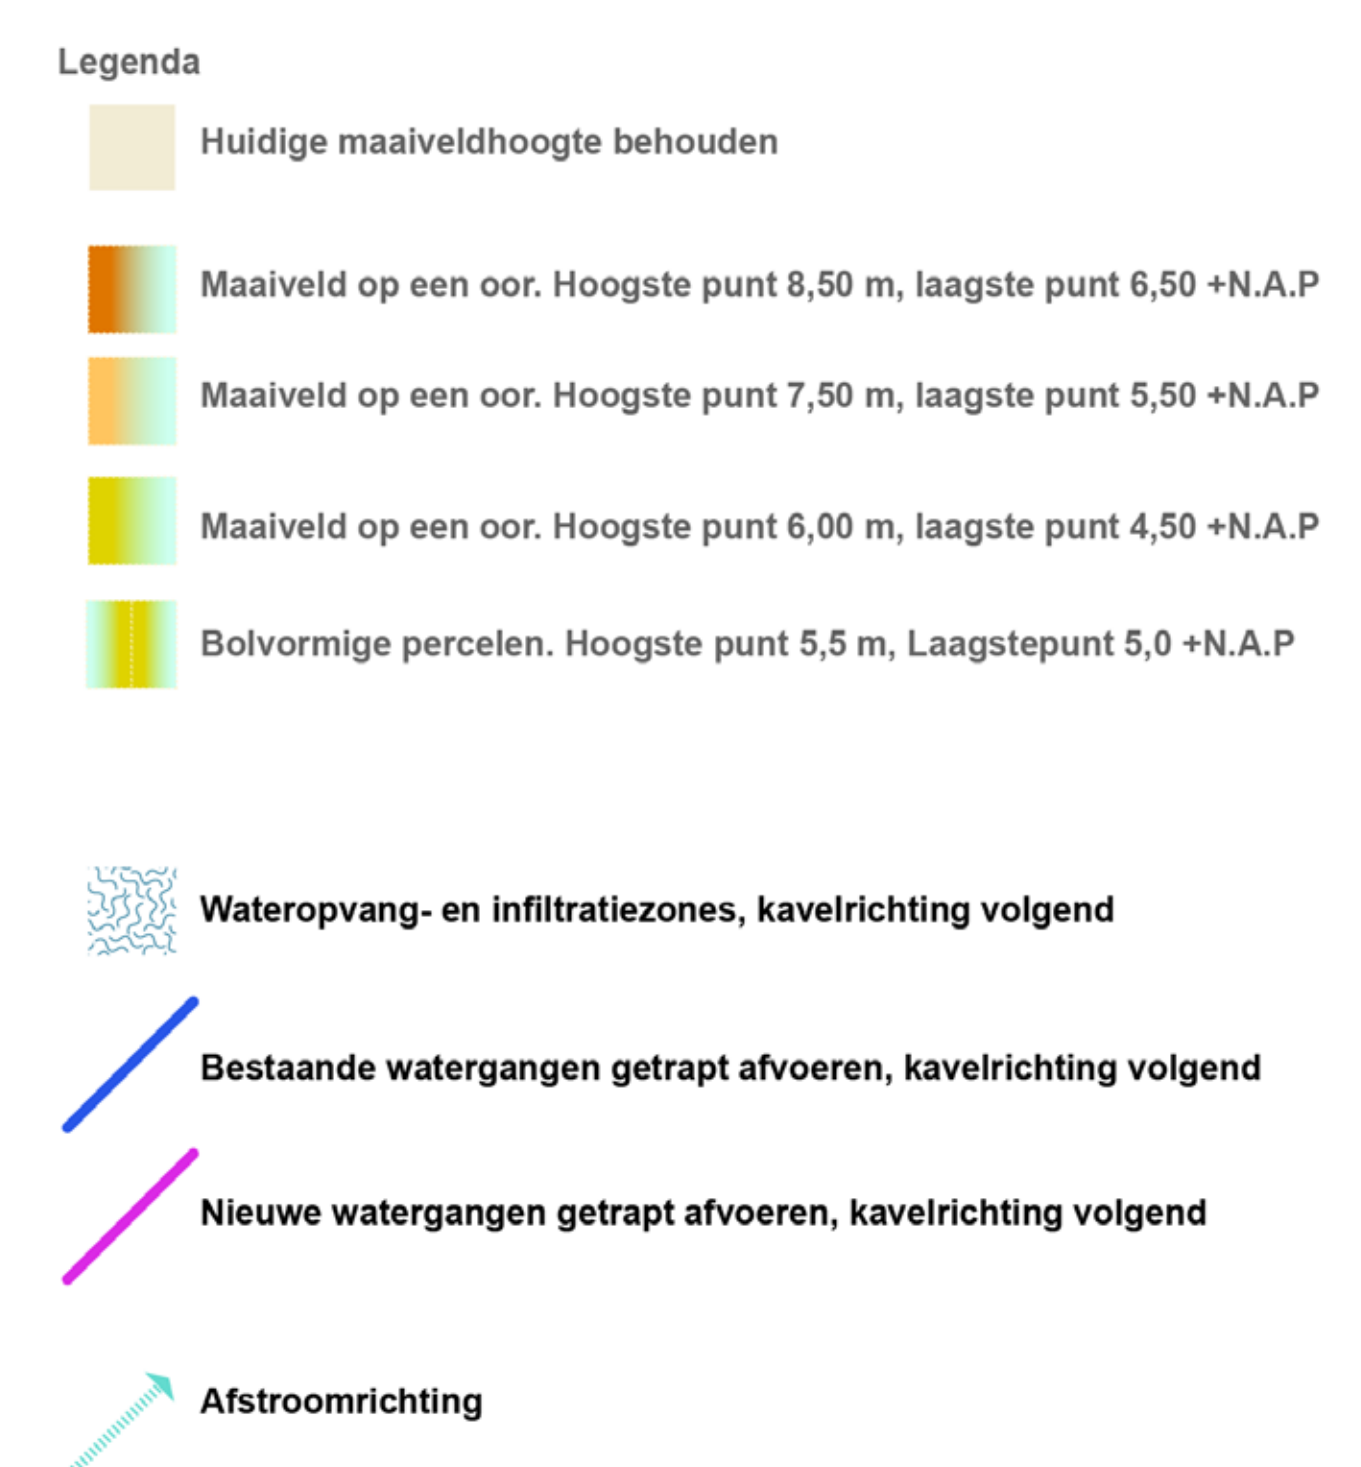 Legenda
Huidige maaiveldhoogte behouden
Maaiveld op een oor. Hoogste punt 8,50 m, laagste punt 6,50 +N.A.P
Maaiveld op een oor. Hoogste punt 7,50 m, laagste punt 5,50 +N.A.P
Maaiveld op een oor. Hoogste punt 6,00 m, laagste punt 4,50 +N.A.P
Bolvormige percelen. Hoogste punt 5,5 m, Laagstepunt 5,0 +N.A.P
Wateropvang- en infiltratiezones, kavelrichting volgend
Bestaande watergangen getrapt afvoeren, kavelrichting volgend
Nieuwe watergangen getrapt afvoeren, kavelrichting volgend
Afstroomrichting